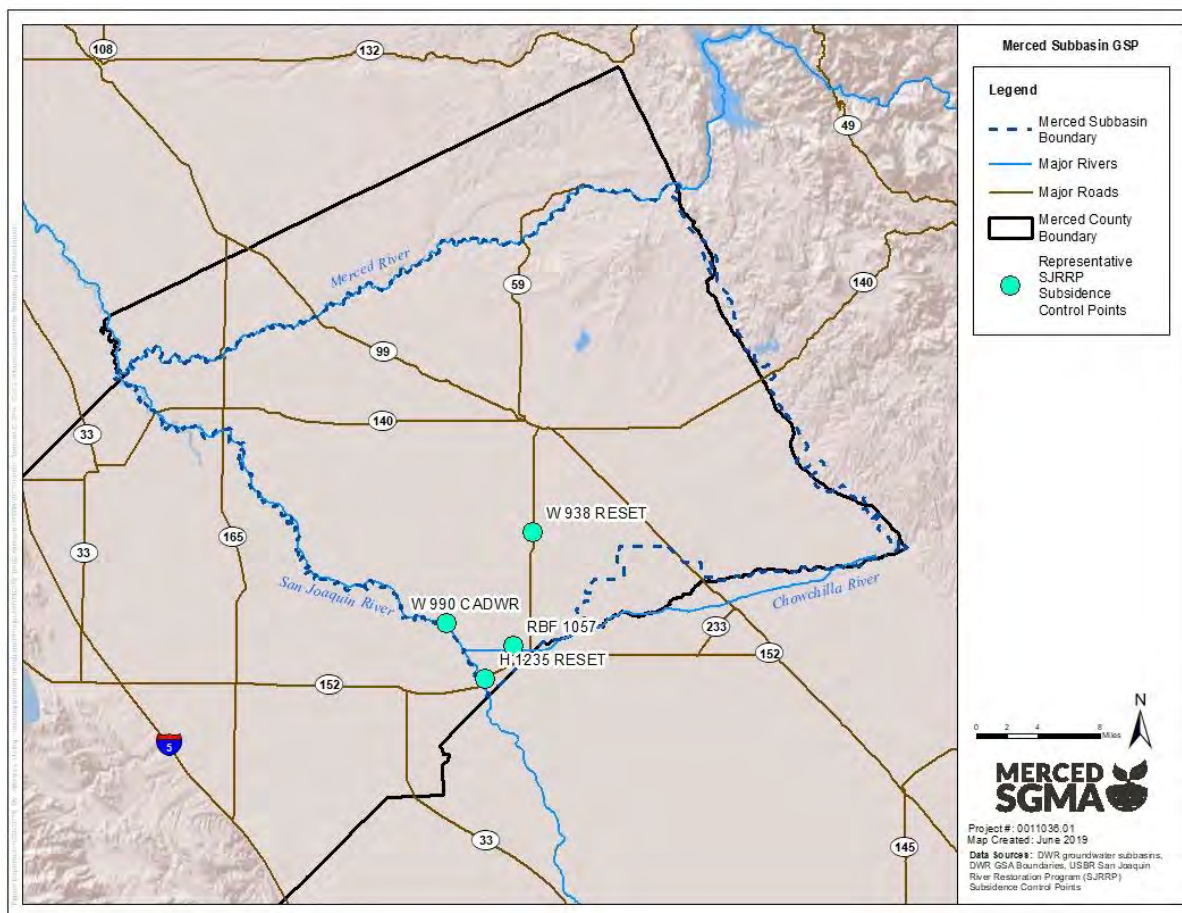 108
132
49
Merced River
59
140
99
140
33
W 938 RESET
33
165
San Joaquin River
W 990 CADWR
Chowchilla River
RBF 1057
233
H 1235 RESET
152
152
5
33
145
Merced Subbasin GSP
Legend
Merced Subbasin
Boundary
Major Rivers
Major Roads
Merced County
Boundary
Representative
SJRRP
Subsidence
Control Points
N
0 2 4 8
Miles
MERCED
SGMA
Project #: 0011036.01
Map Created: June 2019
Data Sources: DWR groundwater subbasins,
DWR GSA Boundaries, USBR San Joaquin
River Restoration Program (SJRRP)
Subsidence Control Points